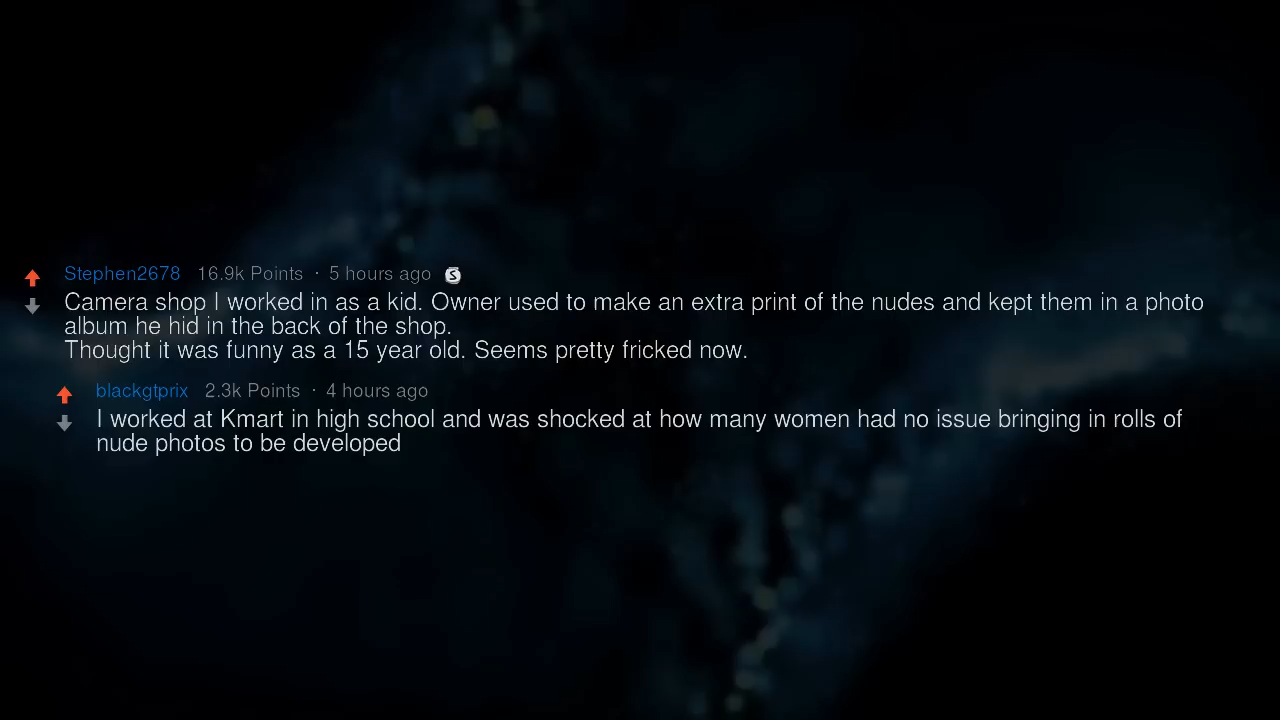 Stephen2678 16.9k Points · 5 hours ago S
Camera shop I worked in as a kid. Owner used to make an extra print of the nudes and kept them in a photo
album he hid in the back of the shop.
Thought it was funny as a 15 year old. Seems pretty fricked now.
blackgtprix 2.3k Points · 4 hours ago
I worked at Kmart in high school and was shocked at how many women had no issue bringing in rolls of
nude photos to be developed